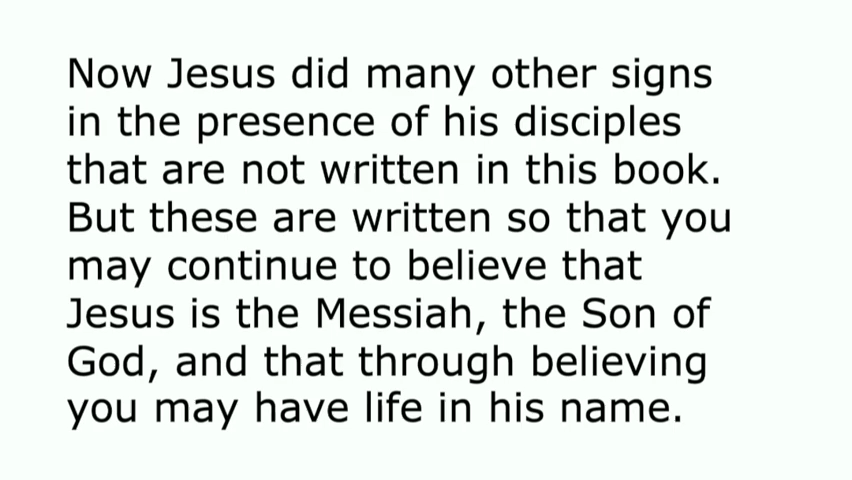 Now Jesus did many other signs
in the presence of his disciples
that are not written in this book.
But these are written so that you
may continue to believe that
Jesus is the Messiah, the Son of
God, and that through believing
you may have life in his name.